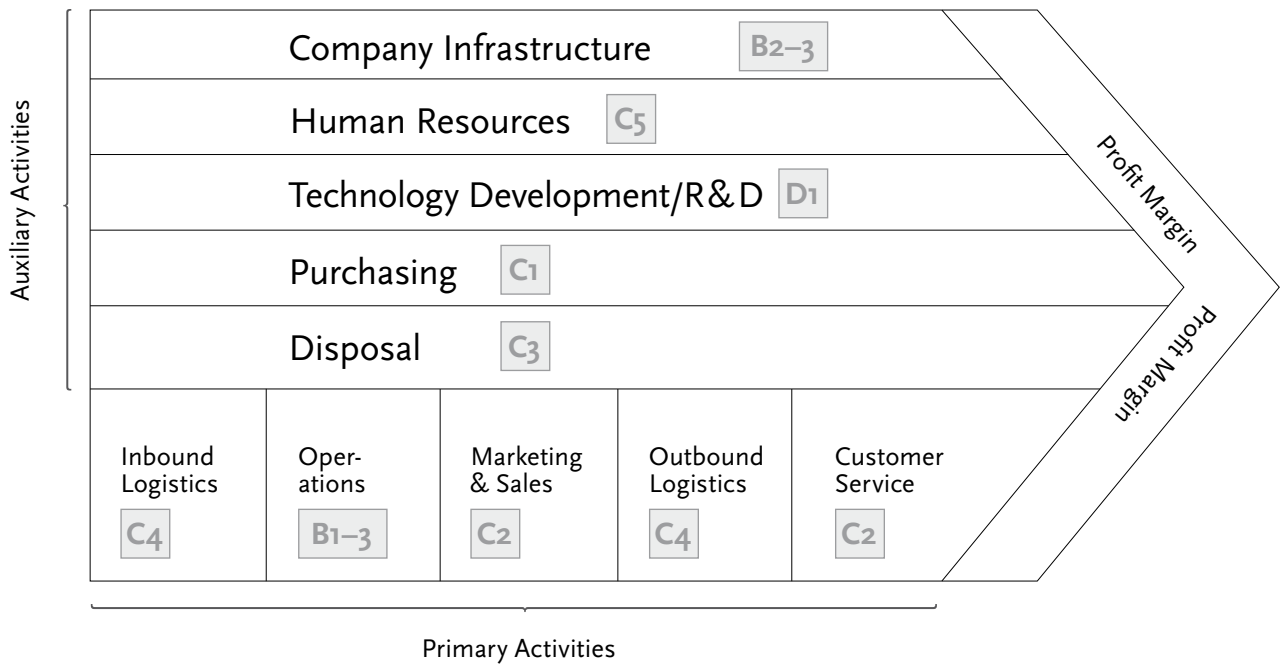 Auxiliary Activities
Company Infrastructure B2–3
Human Resources C5
Technology Development/R&D D1
Purchasing C1
Disposal C3
Profit Margin
Profit Margin
Inbound
Logistics
C4
Oper-
ations
B1–3
Marketing
& Sales
C2
Outbound
Logistics
C4
Customer
Service
C2
Primary Activities